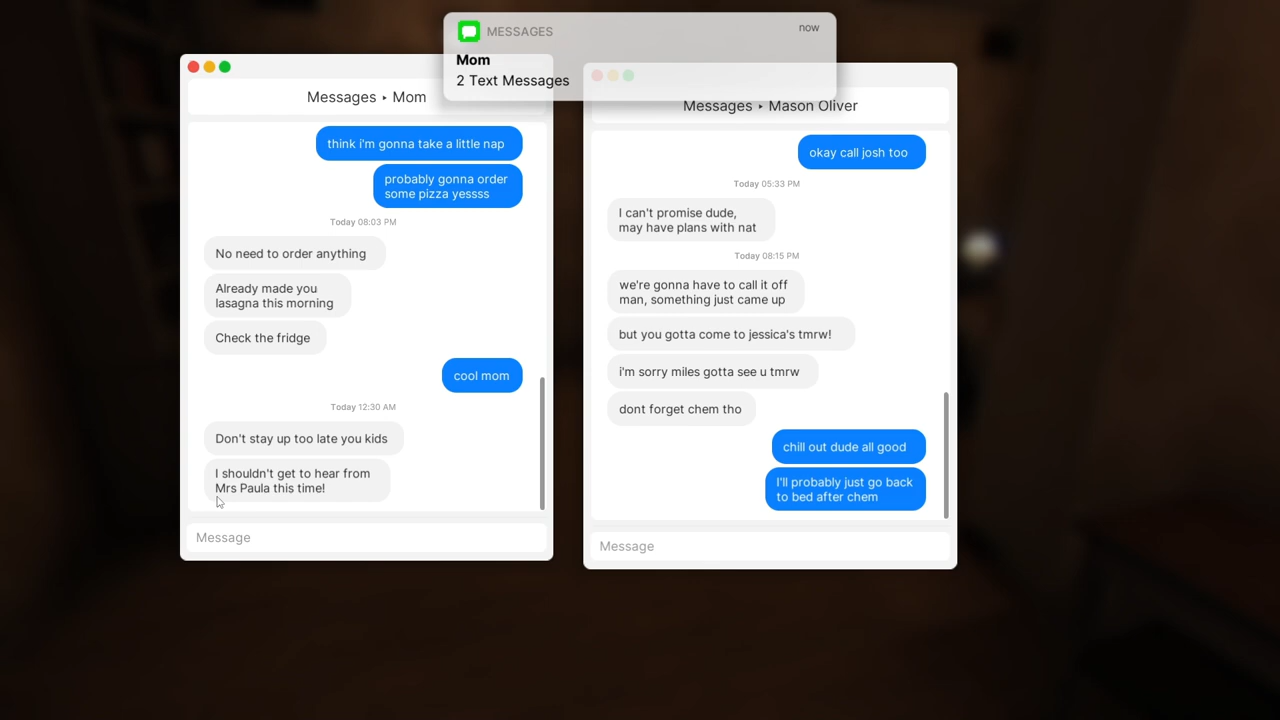 MESSAGES
now
Mom
2 Text Messages
Messages ‣ Mom
think i'm gonna take a little nap
probably gonna order
some pizza yessss
Today 08:03 PM
No need to order anything
Already made you
lasagna this morning
Check the fridge
cool mom
Today 12:30 AM
Don't stay up too late you kids
I shouldn't get to hear from
Mrs Paula this time!
Message
Messages ‣ Mason Oliver
okay call josh too
Today 05:33 PM
I can't promise dude,
may have plans with nat
Today 08:15 PM
we're gonna have to call it off
man, something just came up
but you gotta come to jessica's tmrw!
i'm sorry miles gotta see u tmrw
dont forget chem tho
chill out dude all good
I'll probably just go back
to bed after chem
Message